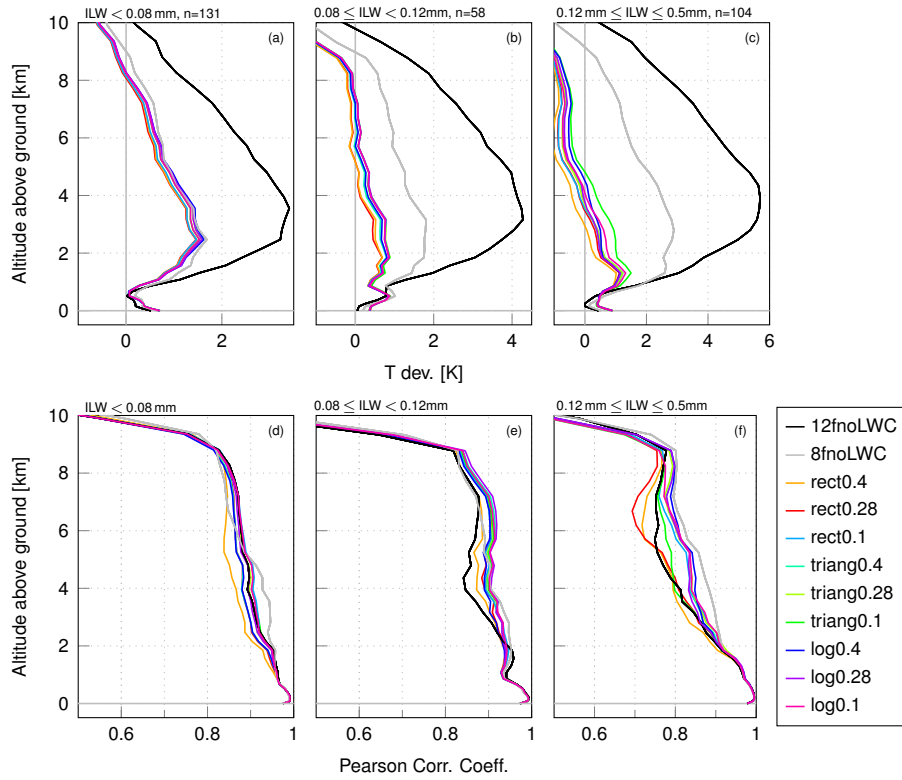 ILW < 0.08 mm, n=131
0.08 ≤ ILW < 0.12mm, n=58
0.12 mm ≤ ILW ≤ 0.5mm, n=104
(a)
(b)
(c)
Altitude above ground [km]
10
8
6
4
2
0
0 2
0 2 4
0 2 4 6
T dev. [K]
ILW < 0.08 mm
0.08 ≤ ILW < 0.12mm
0.12 mm ≤ ILW ≤ 0.5mm
(d)
(e)
(f)
Altitude above ground [km]
10
8
6
4
2
0
0.6 0.8 1
0.6 0.8 1
0.6 0.8 1
Pearson Corr. Coeff.
12fnoLWC
8fnoLWC
rect0.4
rect0.28
rect0.1
triang0.4
triang0.28
triang0.1
log0.4
log0.28
log0.1